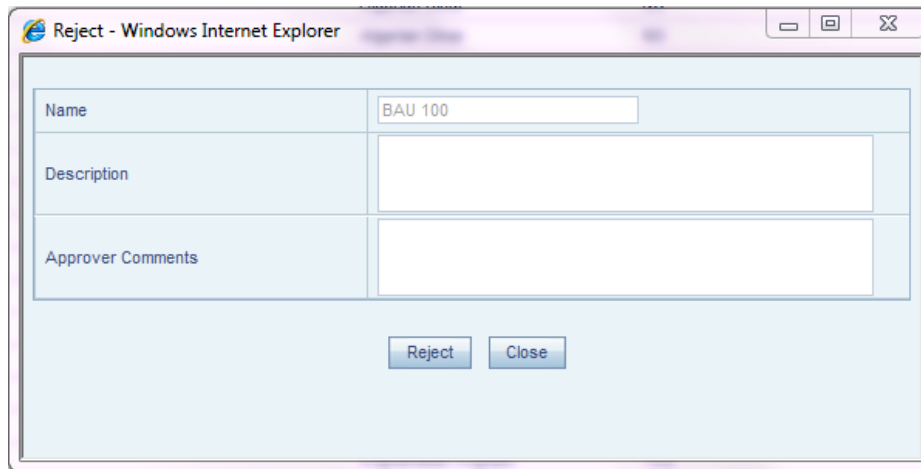 Reject - Windows Internet Explorer
Name
BAU 100
Description
Approver Comments
Reject
Close